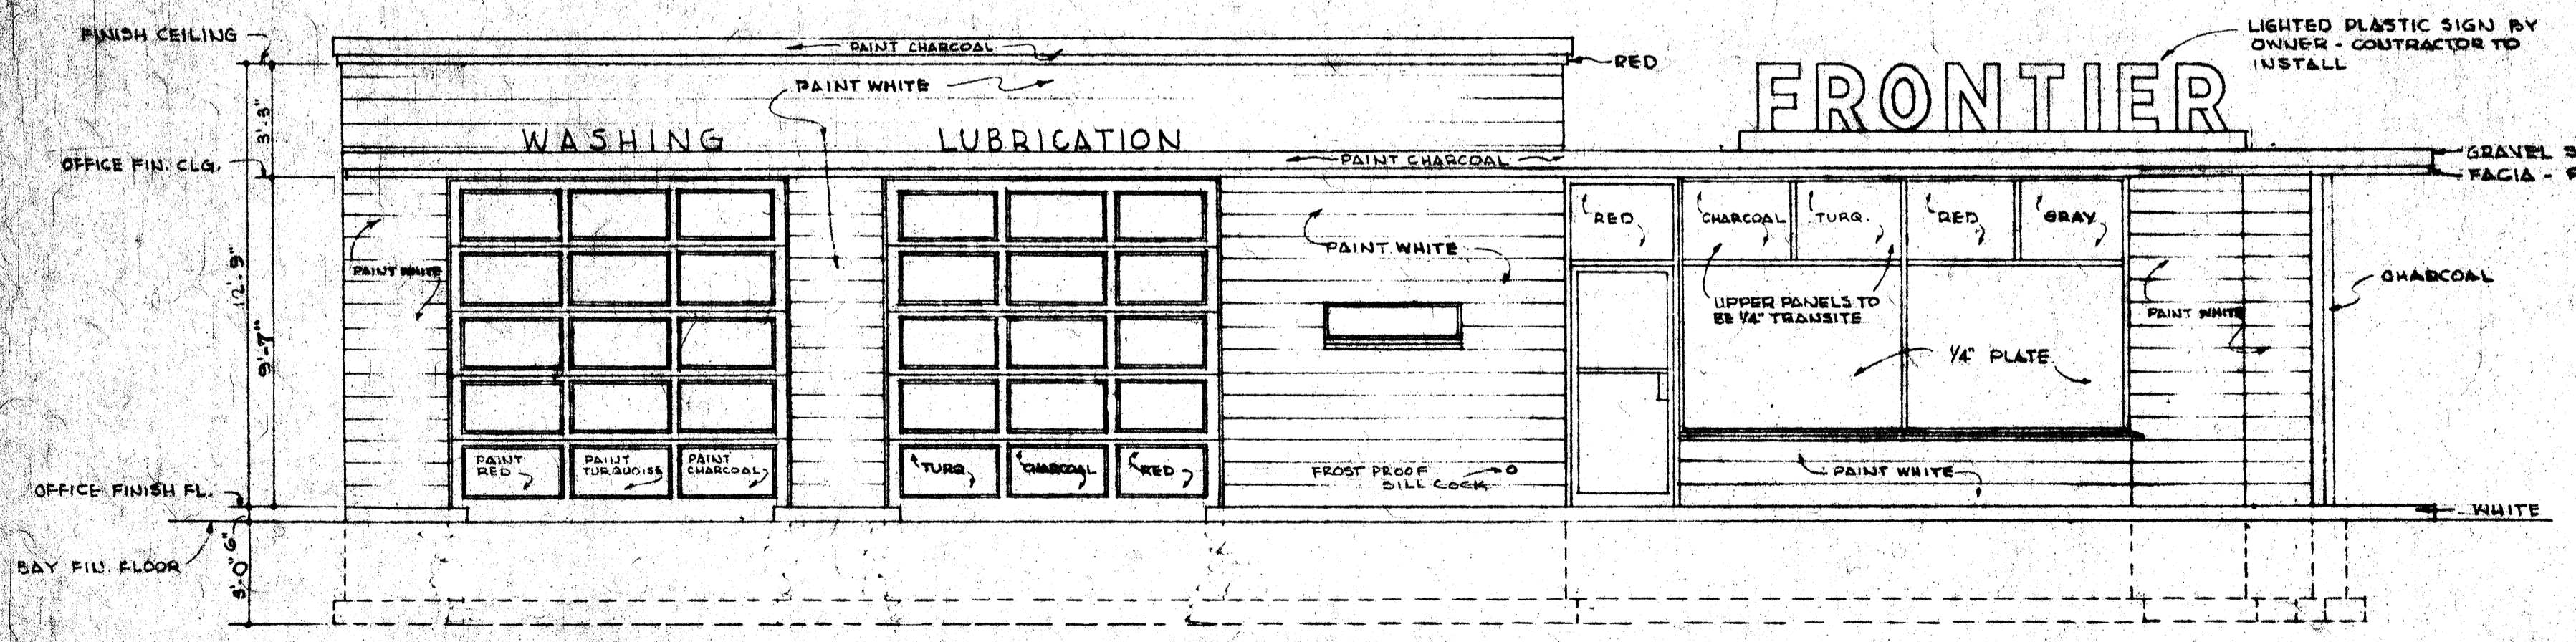 FINISH CEILING
PAINT CHARCOAL
RED
LIGHTED PLASTIC SIGN BY
OWNER - CONTRACTOR TO
INSTALL
PAINT WHITE
FRONTIER
3'-3"
WASHING
LUBRICATION
OFFICE FIN. CLG.
PAINT CHARCOAL
GRAVEL
FACIA -
RED
CHARCOAL
TURQ.
RED
GRAY
PAINT WHITE
PAINT WHITE
12'-9"
9'-7"
CHARCOAL
UPPER PANELS TO
BE 1/4" TRANSITE
PAINT WHITE
1/4" PLATE
PAINT
RED
PAINT
TURQUOISE
PAINT
CHARCOAL
TURQ.
CHARCOAL
RED
FROST PROOF
SILL COCK
PAINT WHITE
OFFICE FINISH FL.
WHITE
6"
BAY FIN. FLOOR
3'-0"